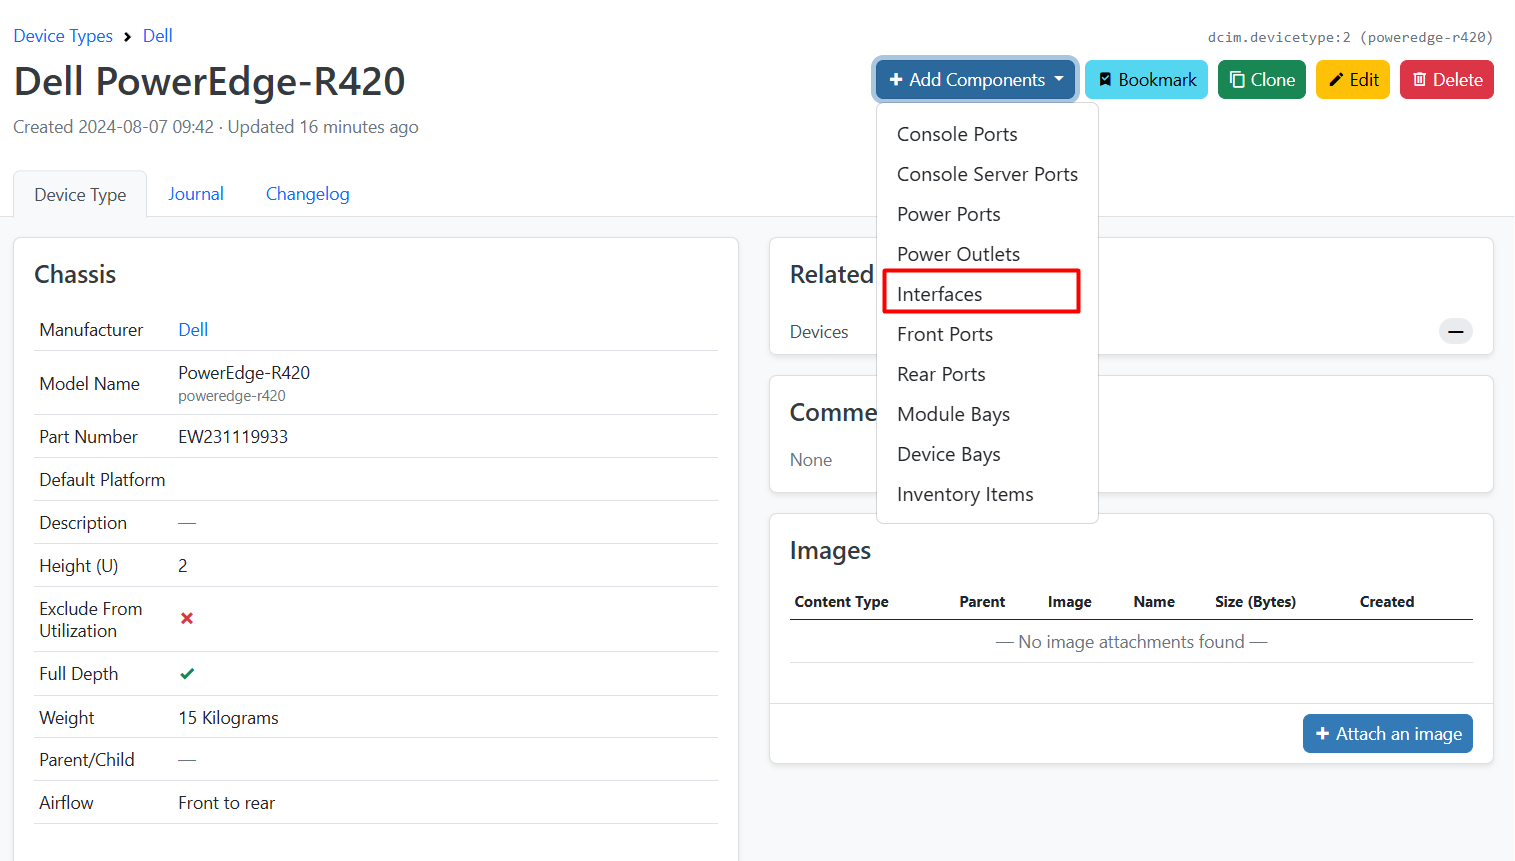 Device Types > Dell
dcim.devicetype:2 (poweredge-r420)
Dell PowerEdge-R420
Add Components
Bookmark
Clone
Edit
Delete
Created 2024-08-07 09:42 · Updated 16 minutes ago
Console Ports
Console Server Ports
Power Ports
Power Outlets
Interfaces
Front Ports
Rear Ports
Module Bays
Device Bays
Inventory Items
Device Type
Journal
Changelog
Chassis
Manufacturer Dell
Model Name PowerEdge-R420
poweredge-r420
Part Number EW231119933
Default Platform
Description —
Height (U) 2
Exclude From
Utilization
Full Depth
Weight 15 Kilograms
Parent/Child —
Airflow Front to rear
Related
Devices —
Comme
None
Images
Content Type Parent Image Name Size (Bytes) Created
— No image attachments found —
Attach an image